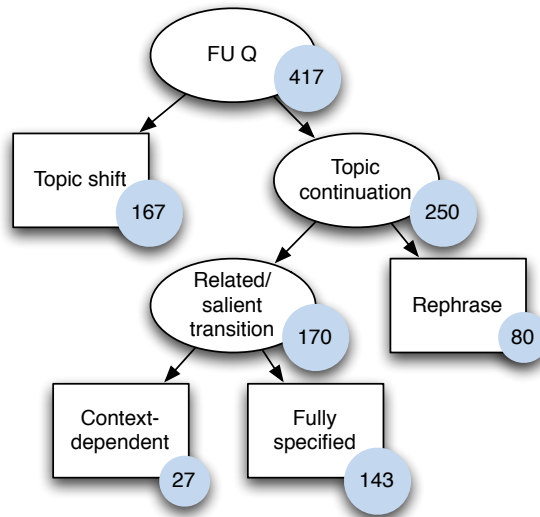 FU Q
417
Topic shift
167
Topic
continuation
250
Related/
salient
transition
170
Rephrase
80
Context-
dependent
27
Fully
specified
143